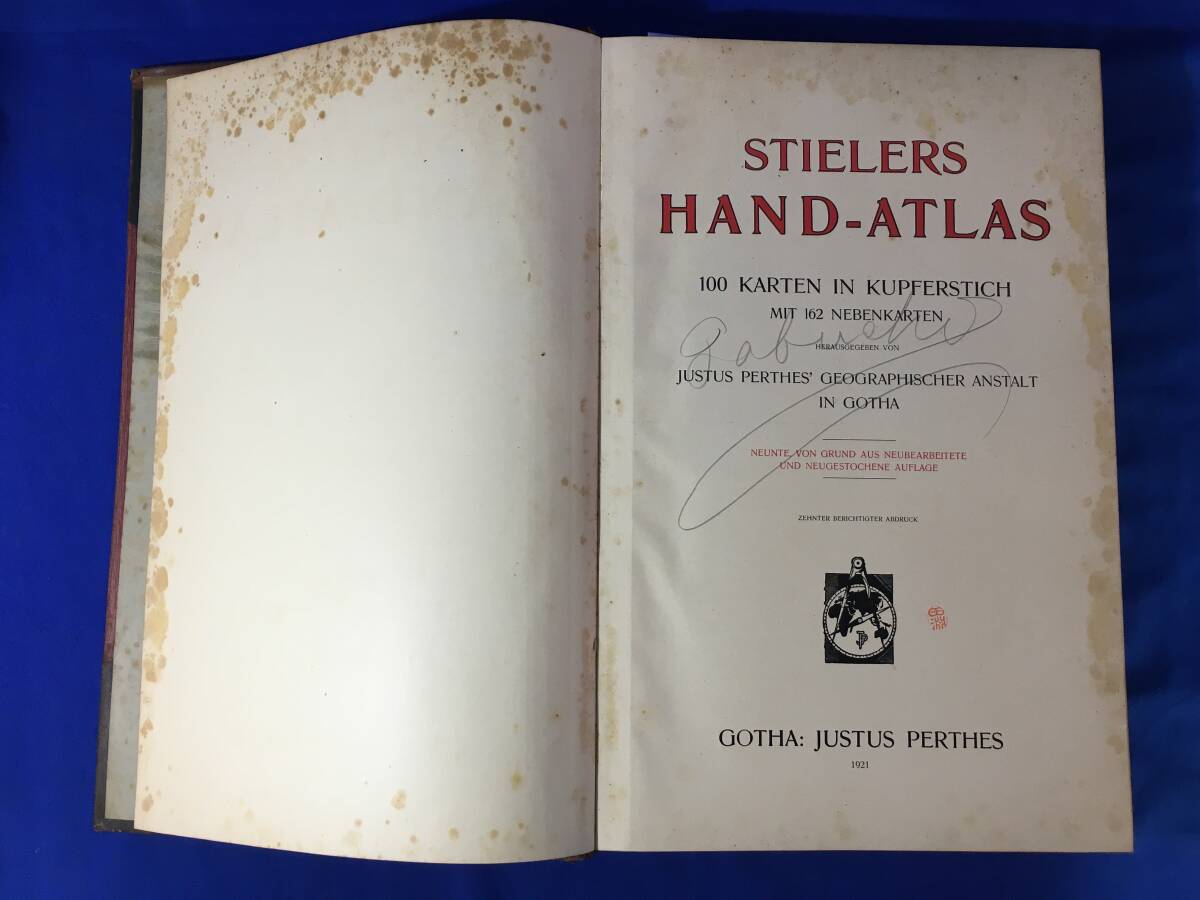 STIELERS
HAND-ATLAS
100 KARTEN IN KUPFERSTICH
MIT 162 NEBENKARTEN
HERAUSGEGEBEN VON
JUSTUS PERTHES' GEOGRAPHISCHER ANSTALT
IN GOTHA
NEUNTE, VON GRUND AUS NEUBEARBEITETE
UND NEUGESTOCHENE AUFLAGE
ZEHNTER BERICHTIGTER ABDRUCK
JP
GOTHA: JUSTUS PERTHES
1921